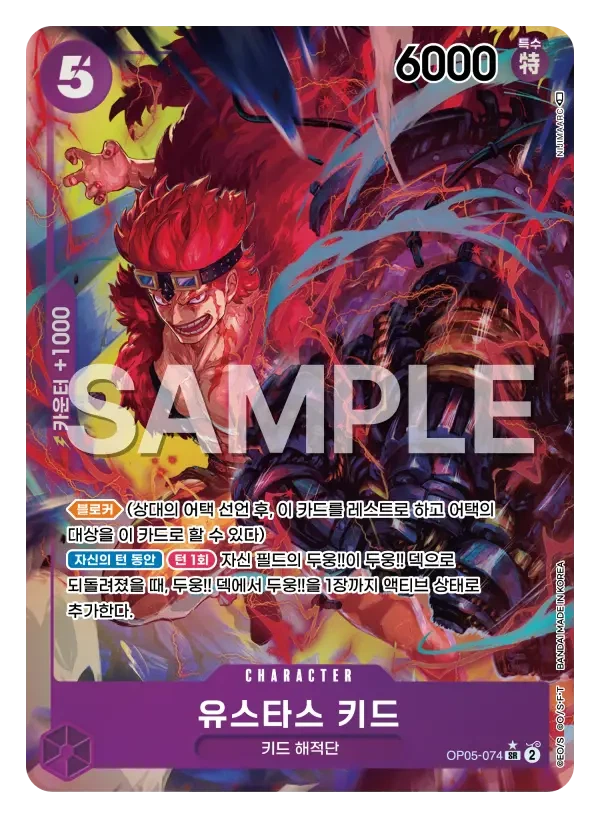 5
6000
특수
特
NIJIMAARC
카운터 +1000
SAMPLE
블로커 (상대의 어택 선언 후, 이 카드를 레스트로 하고 어택의
대상을 이 카드로 할 수 있다)
자신의 턴 동안 턴 1회 자신 필드의 두웅!!이 두웅!! 덱으로
되돌려졌을 때, 두웅!! 덱에서 두웅!!을 1장까지 액티브 상태로
추가한다.
CHARACTER
유스타스 키드
키드 해적단
OP05-074 SR 2
©EO/S ©O/S·F·T BANDAI MADE IN KOREA